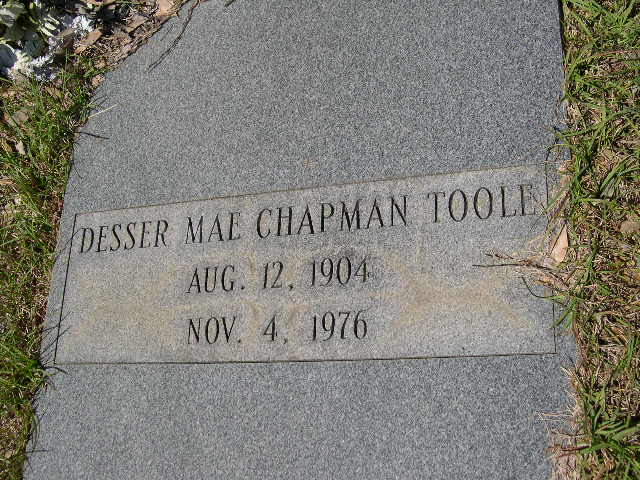 DESSER MAE CHAPMAN TOOLE
AUG. 12, 1904
NOV. 4, 1976